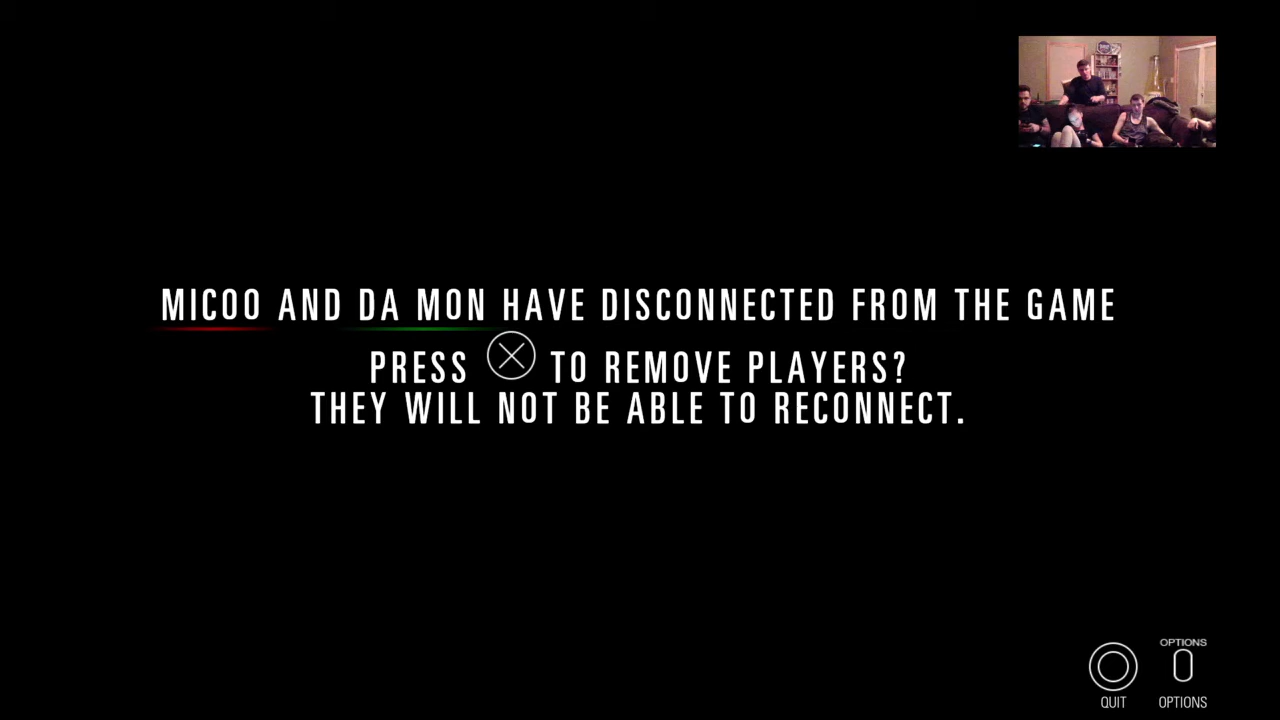 MICOO AND DA MON HAVE DISCONNECTED FROM THE GAME
PRESS TO REMOVE PLAYERS?
THEY WILL NOT BE ABLE TO RECONNECT.
OPTIONS
QUIT OPTIONS